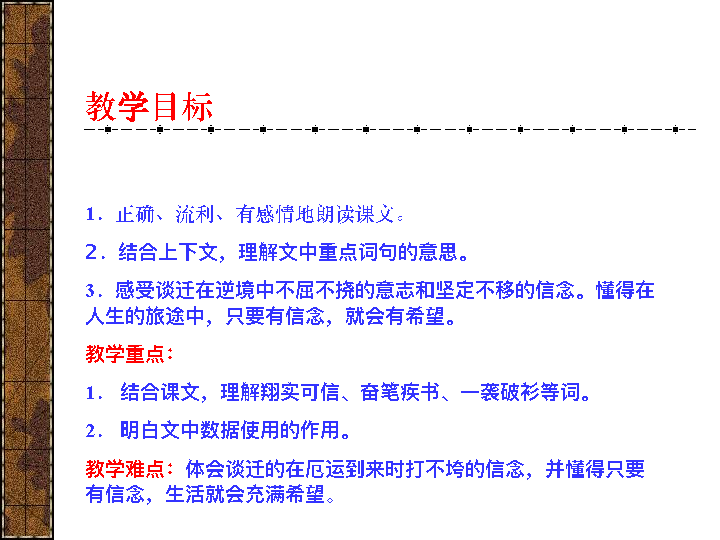 教学目标
1．正确、流利、有感情地朗读课文。
2．结合上下文，理解文中重点词句的意思。
3．感受谈迁在逆境中不屈不挠的意志和坚定不移的信念。懂得在
人生的旅途中，只要有信念，就会有希望。
教学重点：
1． 结合课文，理解翔实可信、奋笔疾书、一袭破衫等词。
2． 明白文中数据使用的作用。
教学难点：体会谈迁的在厄运到来时打不垮的信念，并懂得只要
有信念，生活就会充满希望。